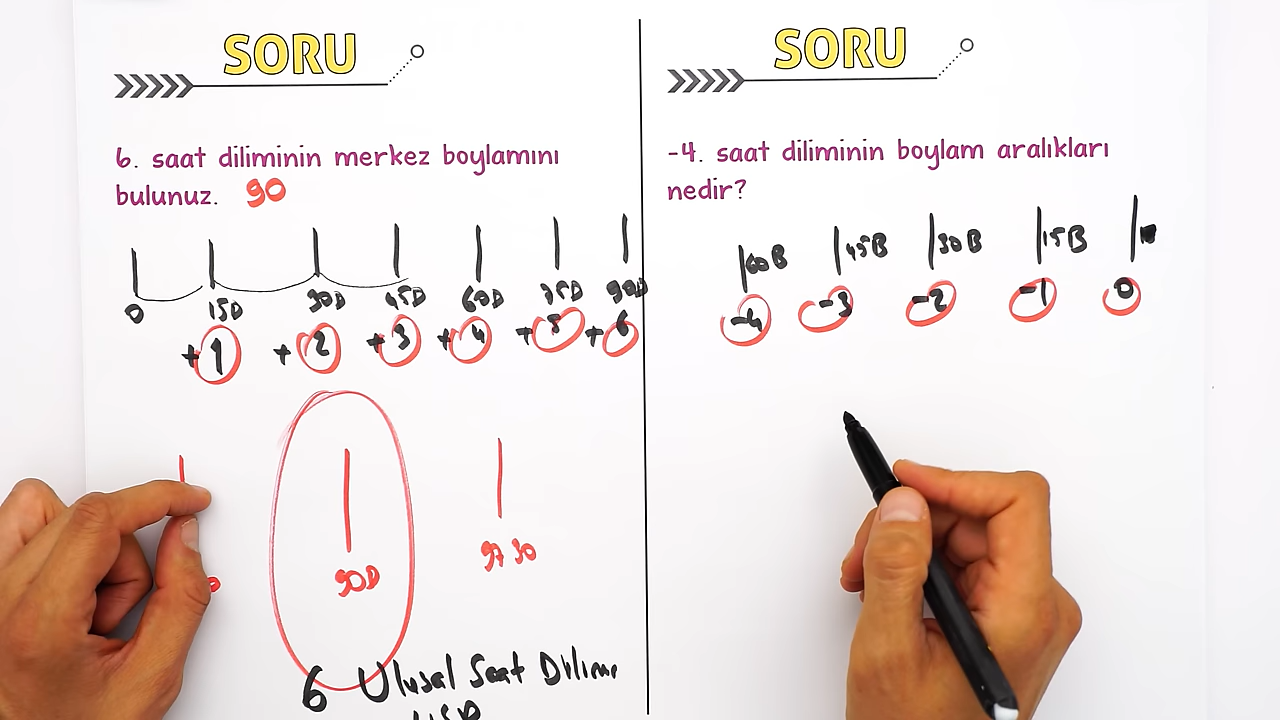 SORU
6. saat diliminin merkez boylamını
bulunuz. 90
0 15D 30D 45D 60D 75D 90D
+1 +2 +3 +4 +5 +6
90D
97 30
6 Ulusal Saat Dilimi
SORU
-4. saat diliminin boylam aralıkları
nedir?
60B 45B 30B 15B
-4 -3 -2 -1 0